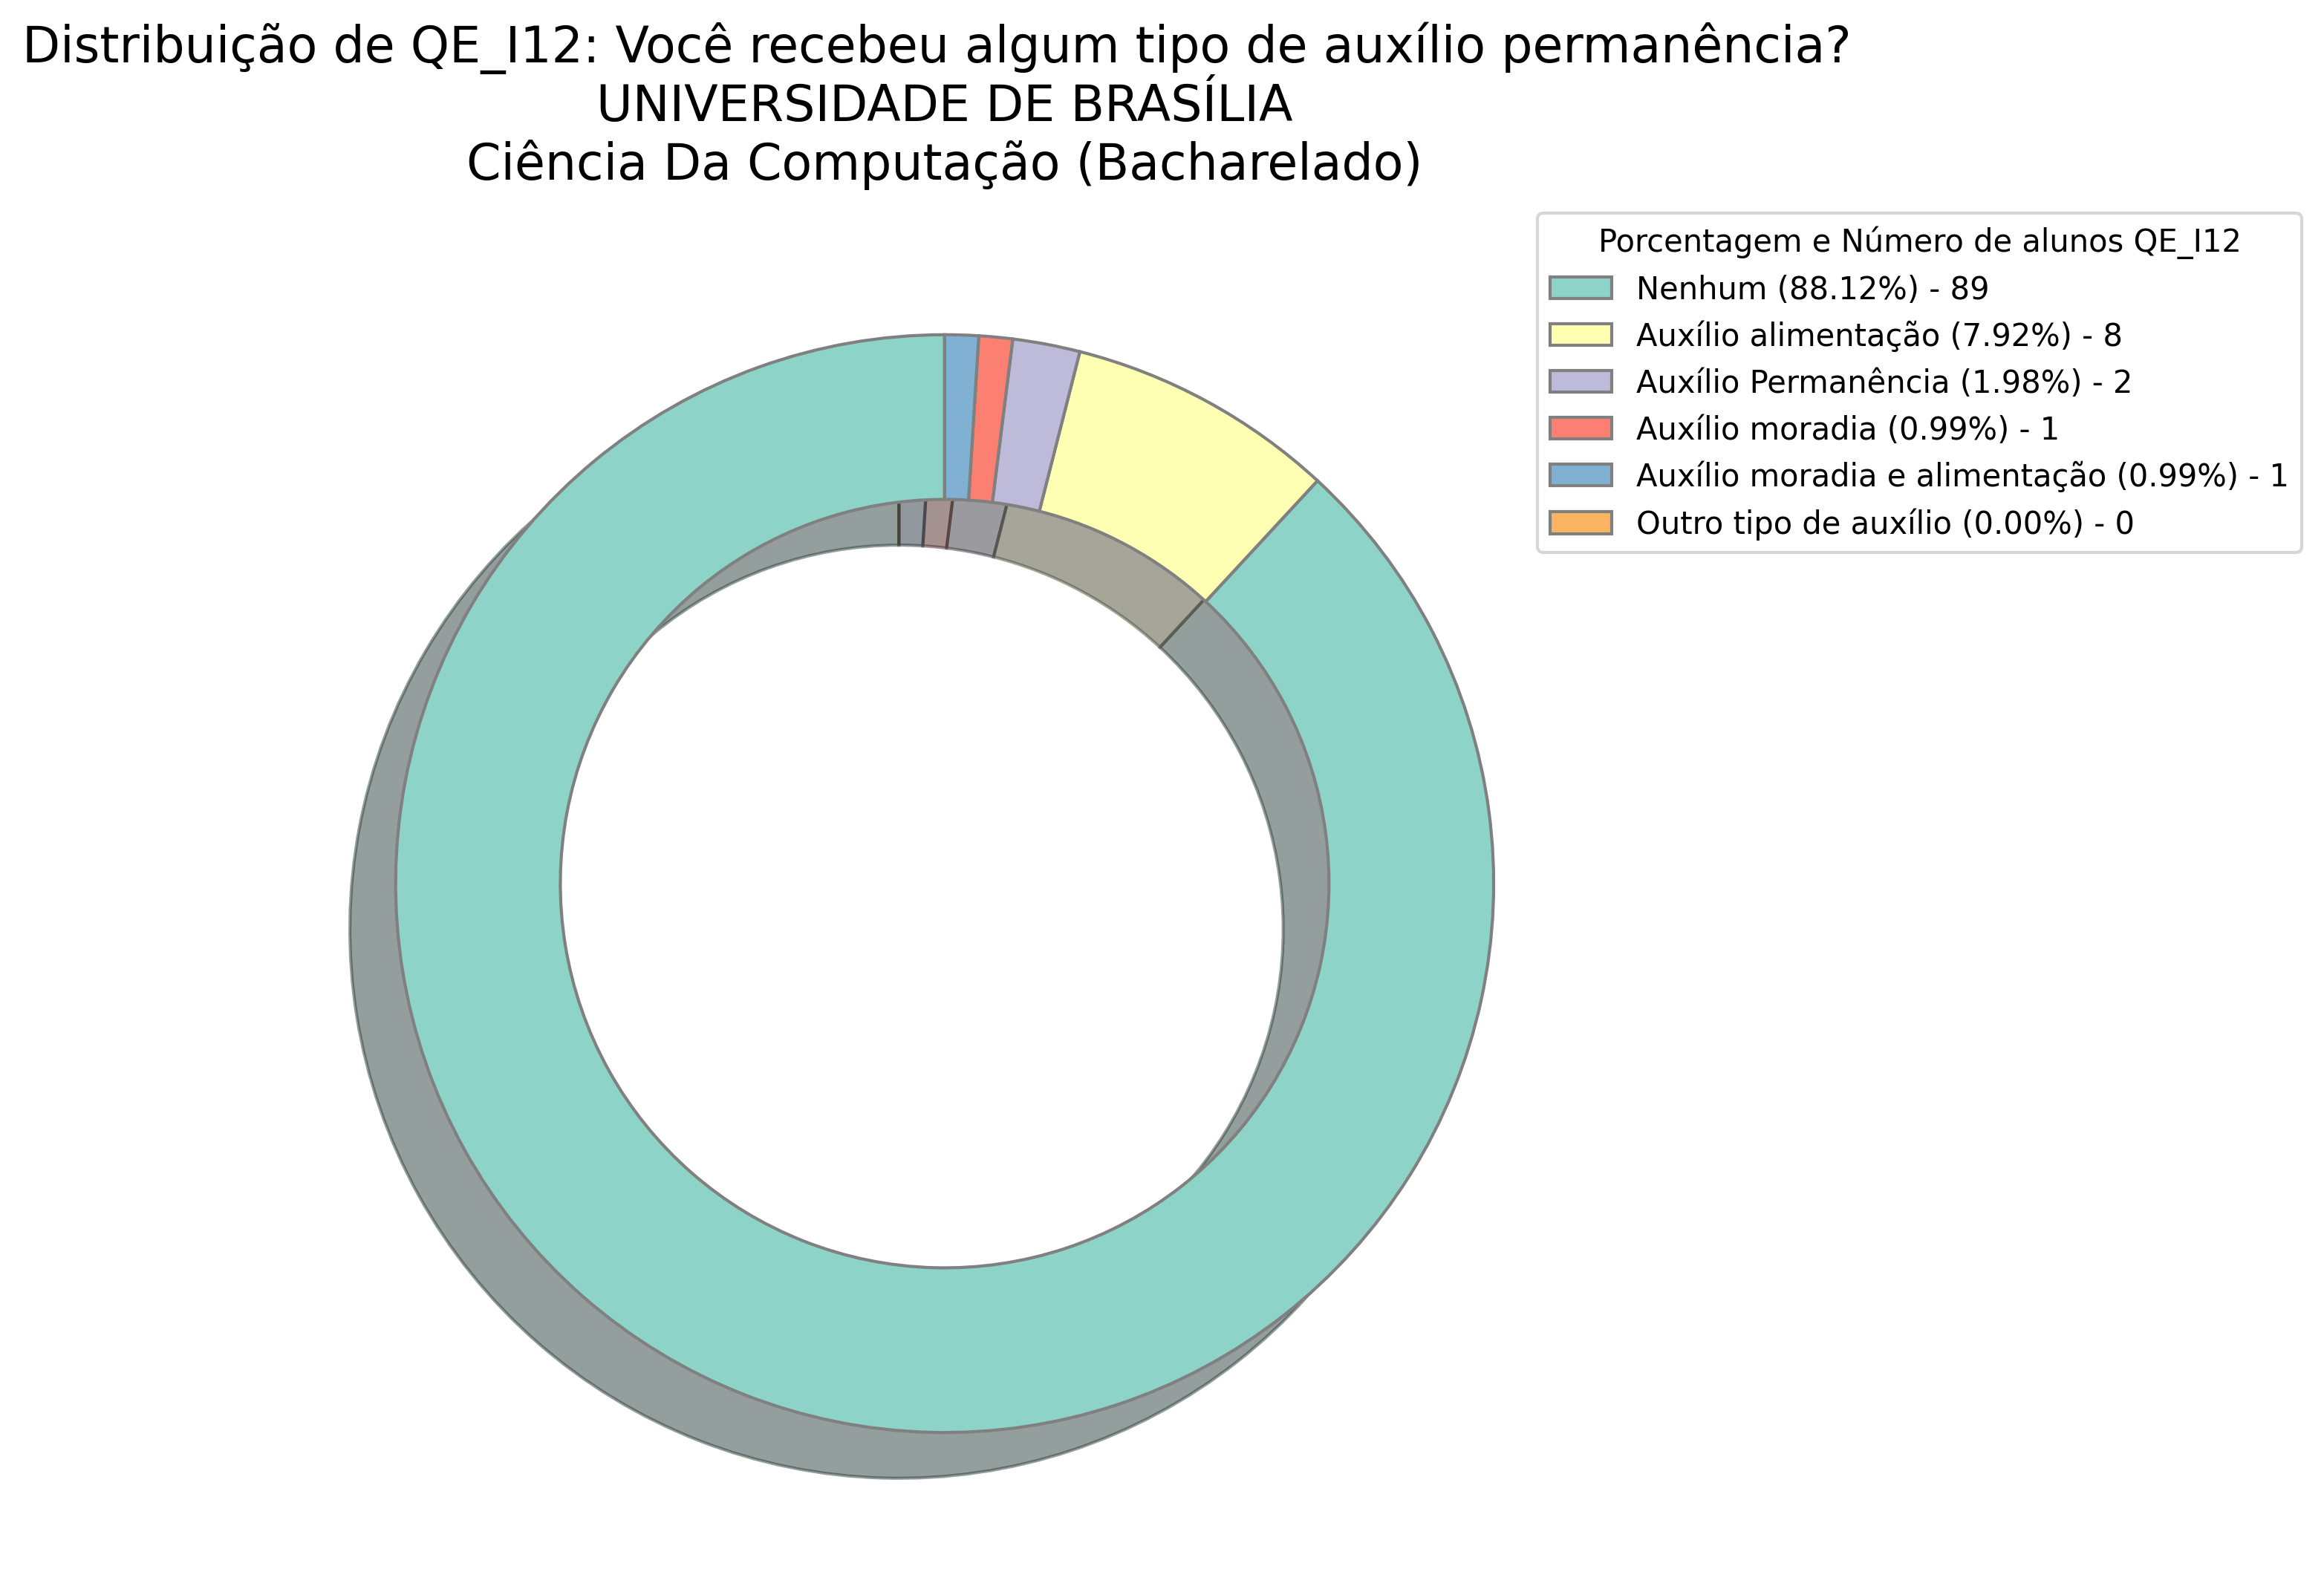 Distribuição de QE_I12: Você recebeu algum tipo de auxílio permanência?
UNIVERSIDADE DE BRASÍLIA
Ciência Da Computação (Bacharelado)
Porcentagem e Número de alunos QE_I12
Nenhum (88.12%) - 89
Auxílio alimentação (7.92%) - 8
Auxílio Permanência (1.98%) - 2
Auxílio moradia (0.99%) - 1
Auxílio moradia e alimentação (0.99%) - 1
Outro tipo de auxílio (0.00%) - 0